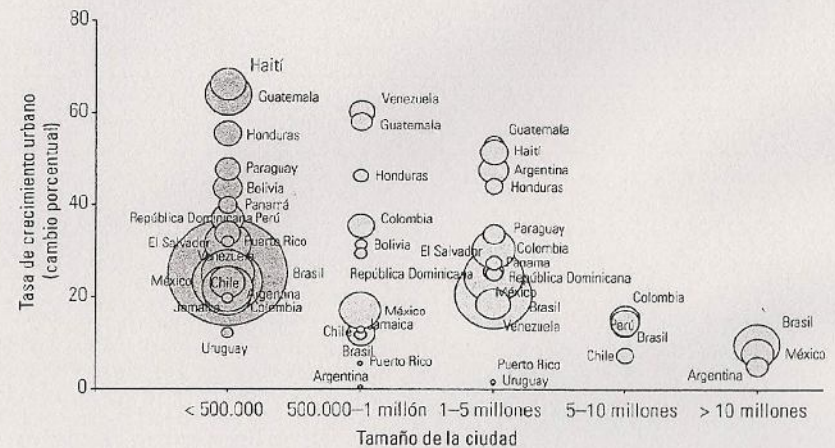 Tasa de crecimiento urbano
(cambio porcentual)
80
60
40
20
0
Haití
Guatemala
Honduras
Paraguay
Bolivia
Panamá
República Dominicana Perú
El Salvador
Puerto Rico
Venezuela
México
Chile
Brasil
Argentina
Jamaica
Colombia
Uruguay
Venezuela
Guatemala
Honduras
Colombia
Bolivia
República Dominicana
México
Jamaica
Chile
Brasil
Puerto Rico
Argentina
Guatemala
Haití
Argentina
Honduras
Paraguay
Colombia
El Salvador
Panama
República Dominicana
México
Brasil
Venezuela
Puerto Rico
Uruguay
Colombia
Perú
Brasil
Chile
Brasil
México
Argentina
< 500.000
500.000–1 millón
1–5 millones
5–10 millones
> 10 millones
Tamaño de la ciudad